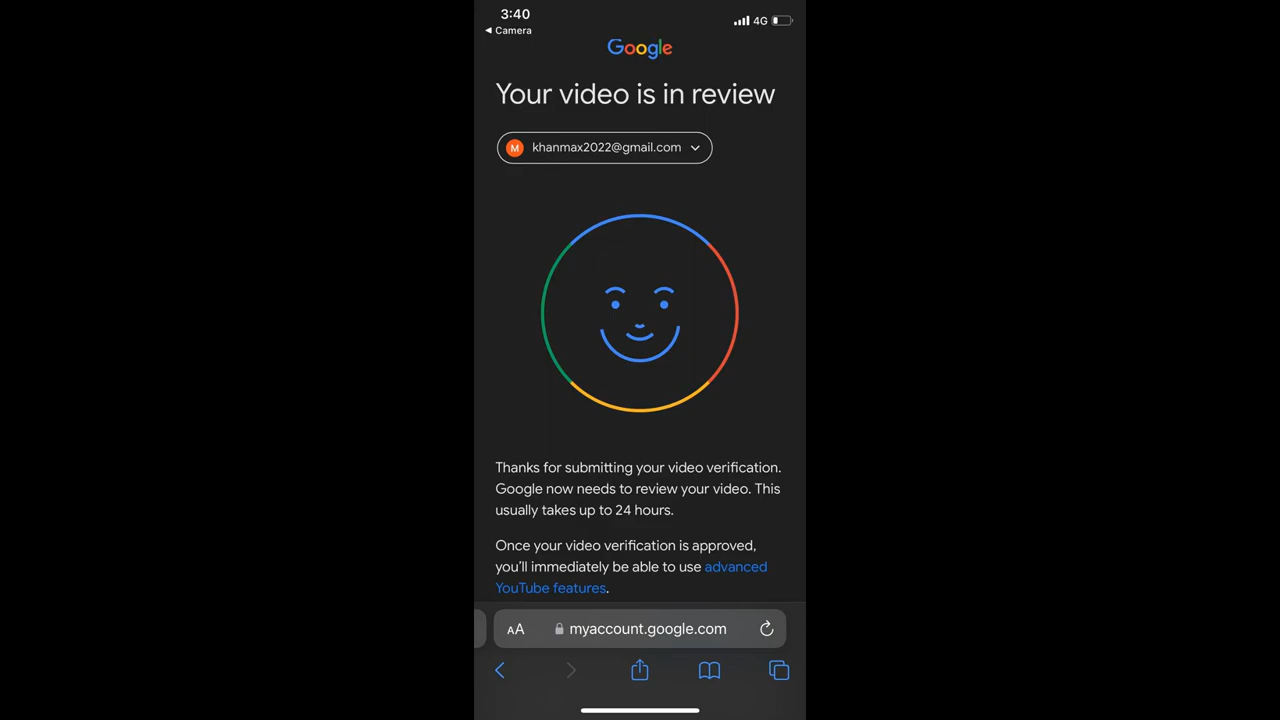 3:40
4G
Camera
Google
Your video is in review
M
khanmax2022@gmail.com
Thanks for submitting your video verification.
Google now needs to review your video. This
usually takes up to 24 hours.
Once your video verification is approved,
you’ll immediately be able to use advanced
YouTube features.
AA
myaccount.google.com